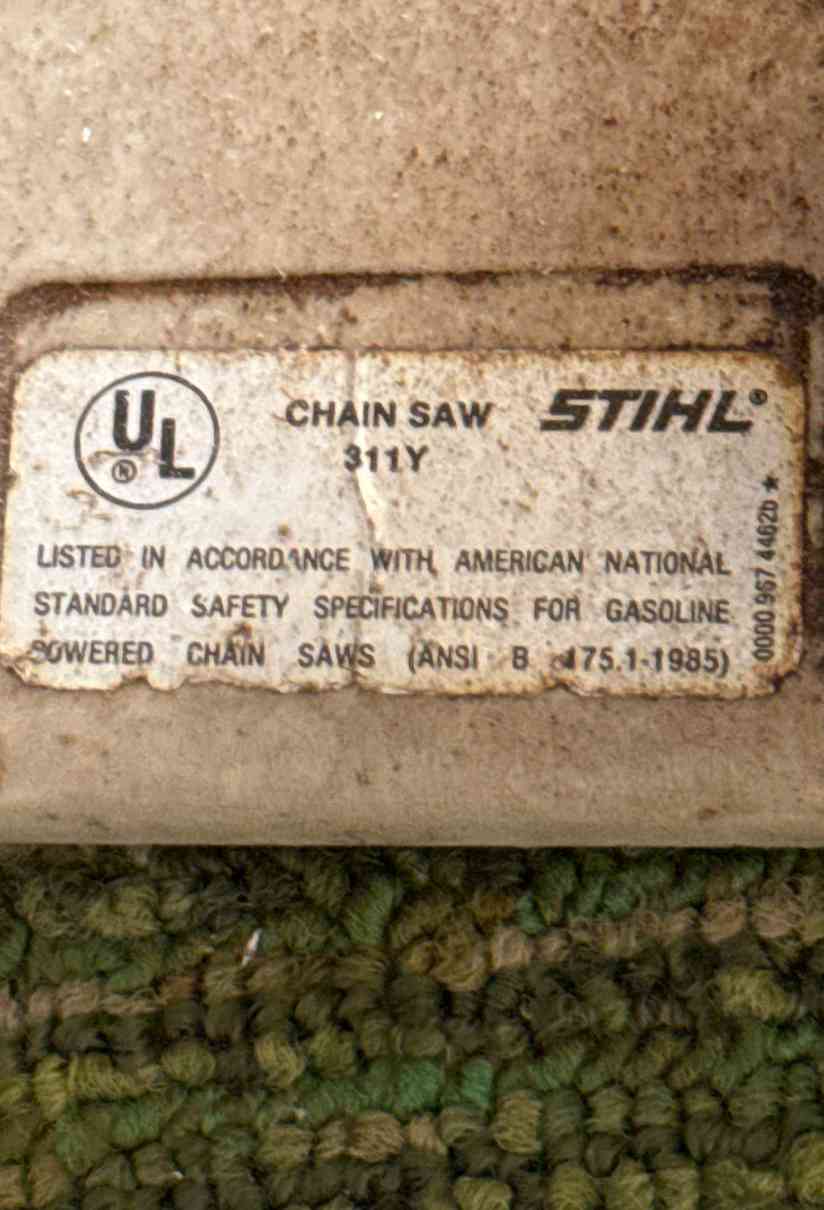 UL
®
CHAIN SAW
311Y
STIHL®
LISTED IN ACCORDANCE WITH AMERICAN NATIONAL
STANDARD SAFETY SPECIFICATIONS FOR GASOLINE
POWERED CHAIN SAWS (ANSI B 175.1-1985)
0000 967 4462b ★